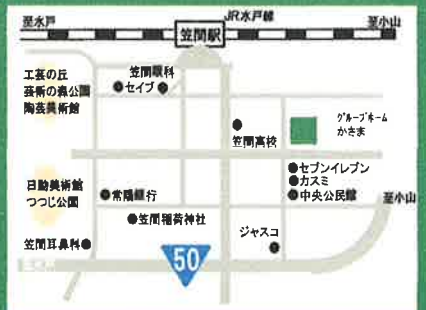 至水戸
JR水戸線
至小山
笠間駅
工芸の丘
芸術の森公園
陶芸美術館
笠間眼科
セイブ
笠間高校
グループホーム
かさま
セブンイレブン
カスミ
中央公民館
日動美術館
つつじ公園
常陽銀行
笠間稲荷神社
至小山
笠間耳鼻科
ジャスコ
50